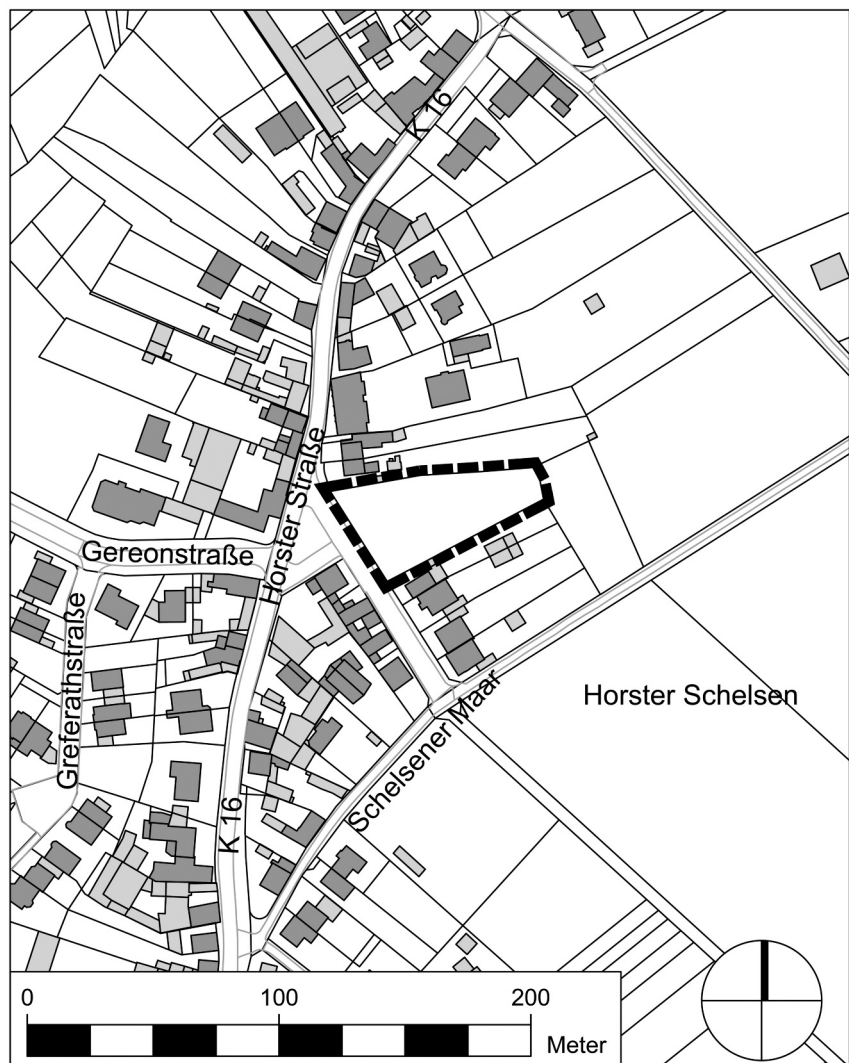 K 16
Horster Straße
Gereonstraße
Greferathstraße
Horster Schelsen
Schelsener Maar
K 16
0 100 200
Meter